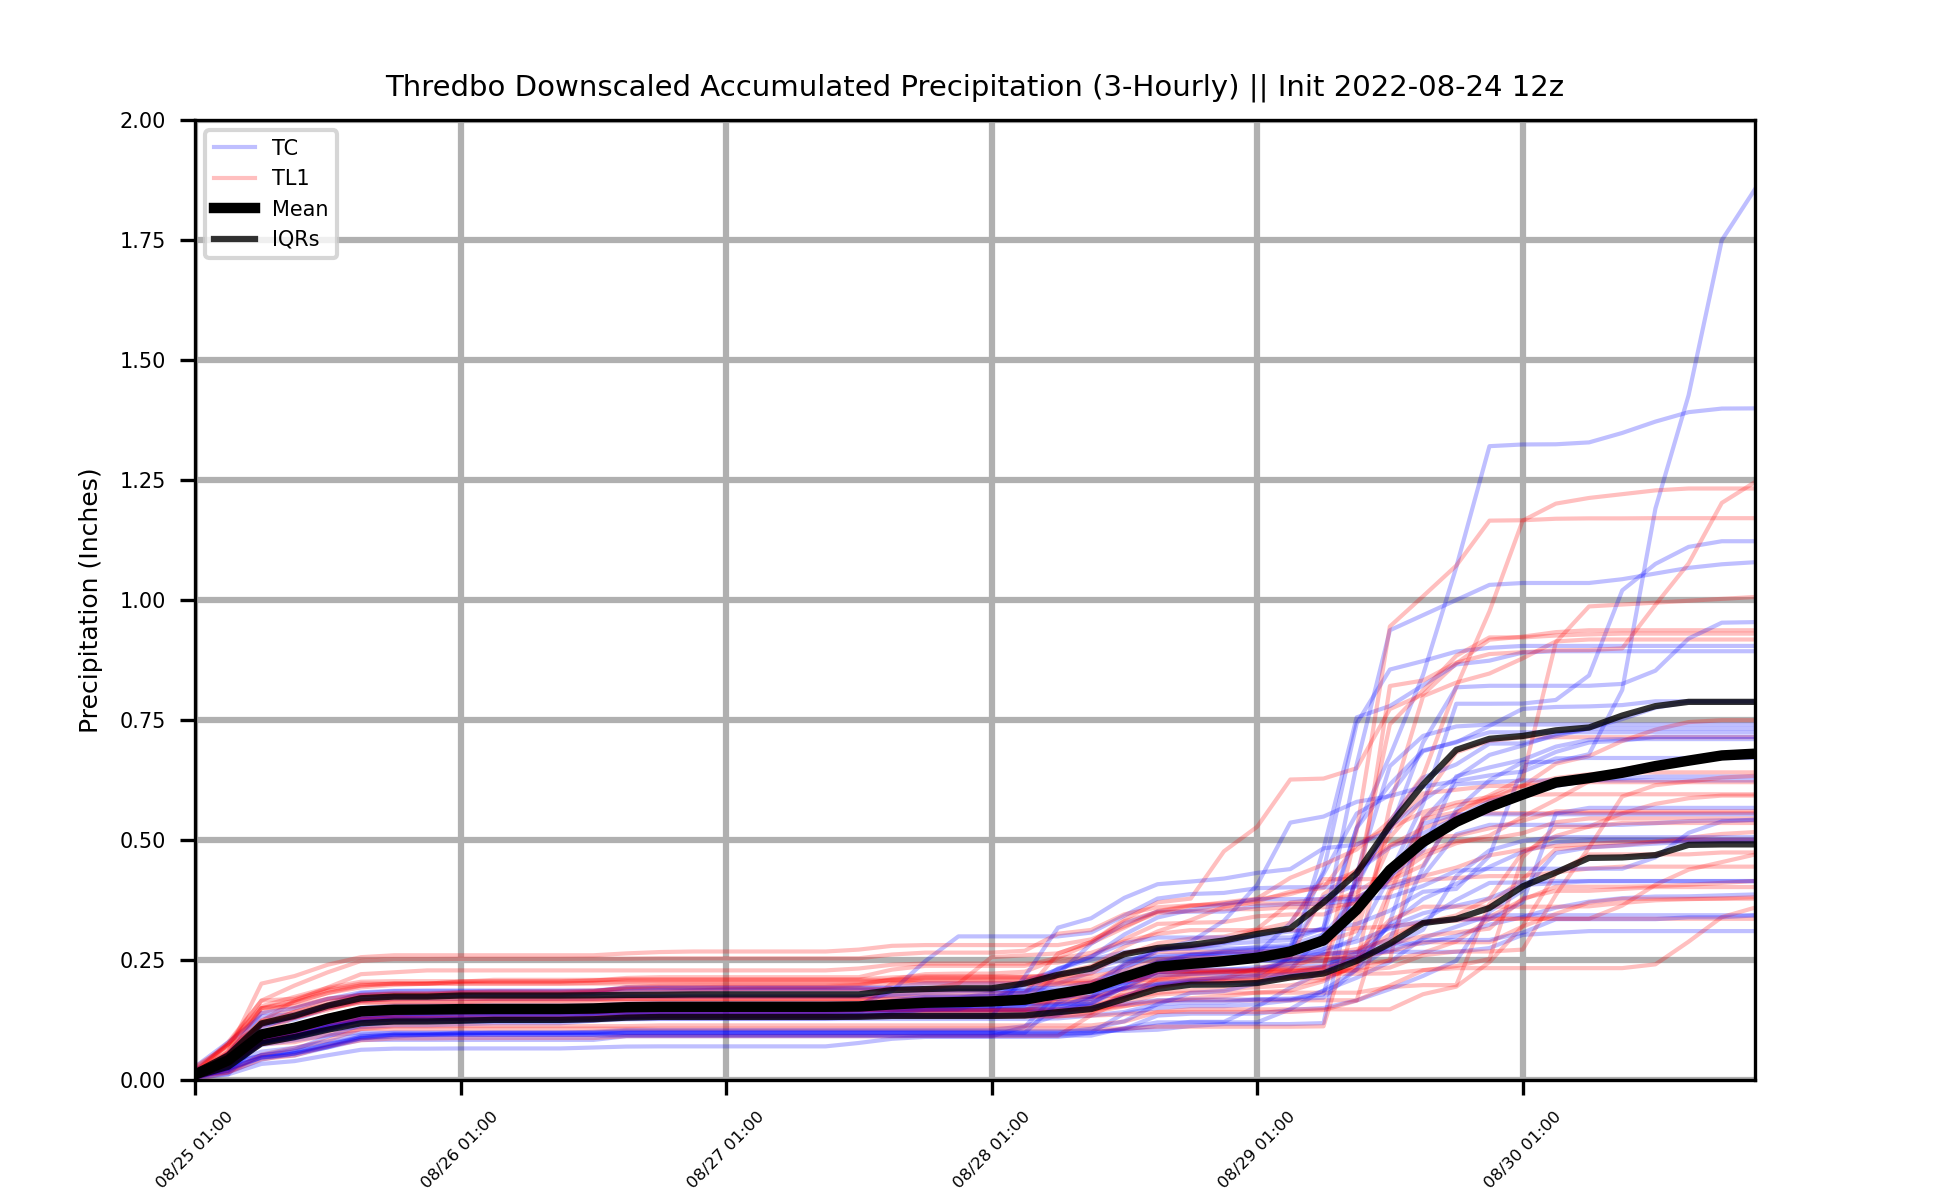 Thredbo Downscaled Accumulated Precipitation (3-Hourly) || Init 2022-08-24 12z
2.00
1.75
1.50
1.25
1.00
0.75
0.50
0.25
0.00
Precipitation (Inches)
TC
TL1
Mean
IQRs
08/25 01:00
08/26 01:00
08/27 01:00
08/28 01:00
08/29 01:00
08/30 01:00